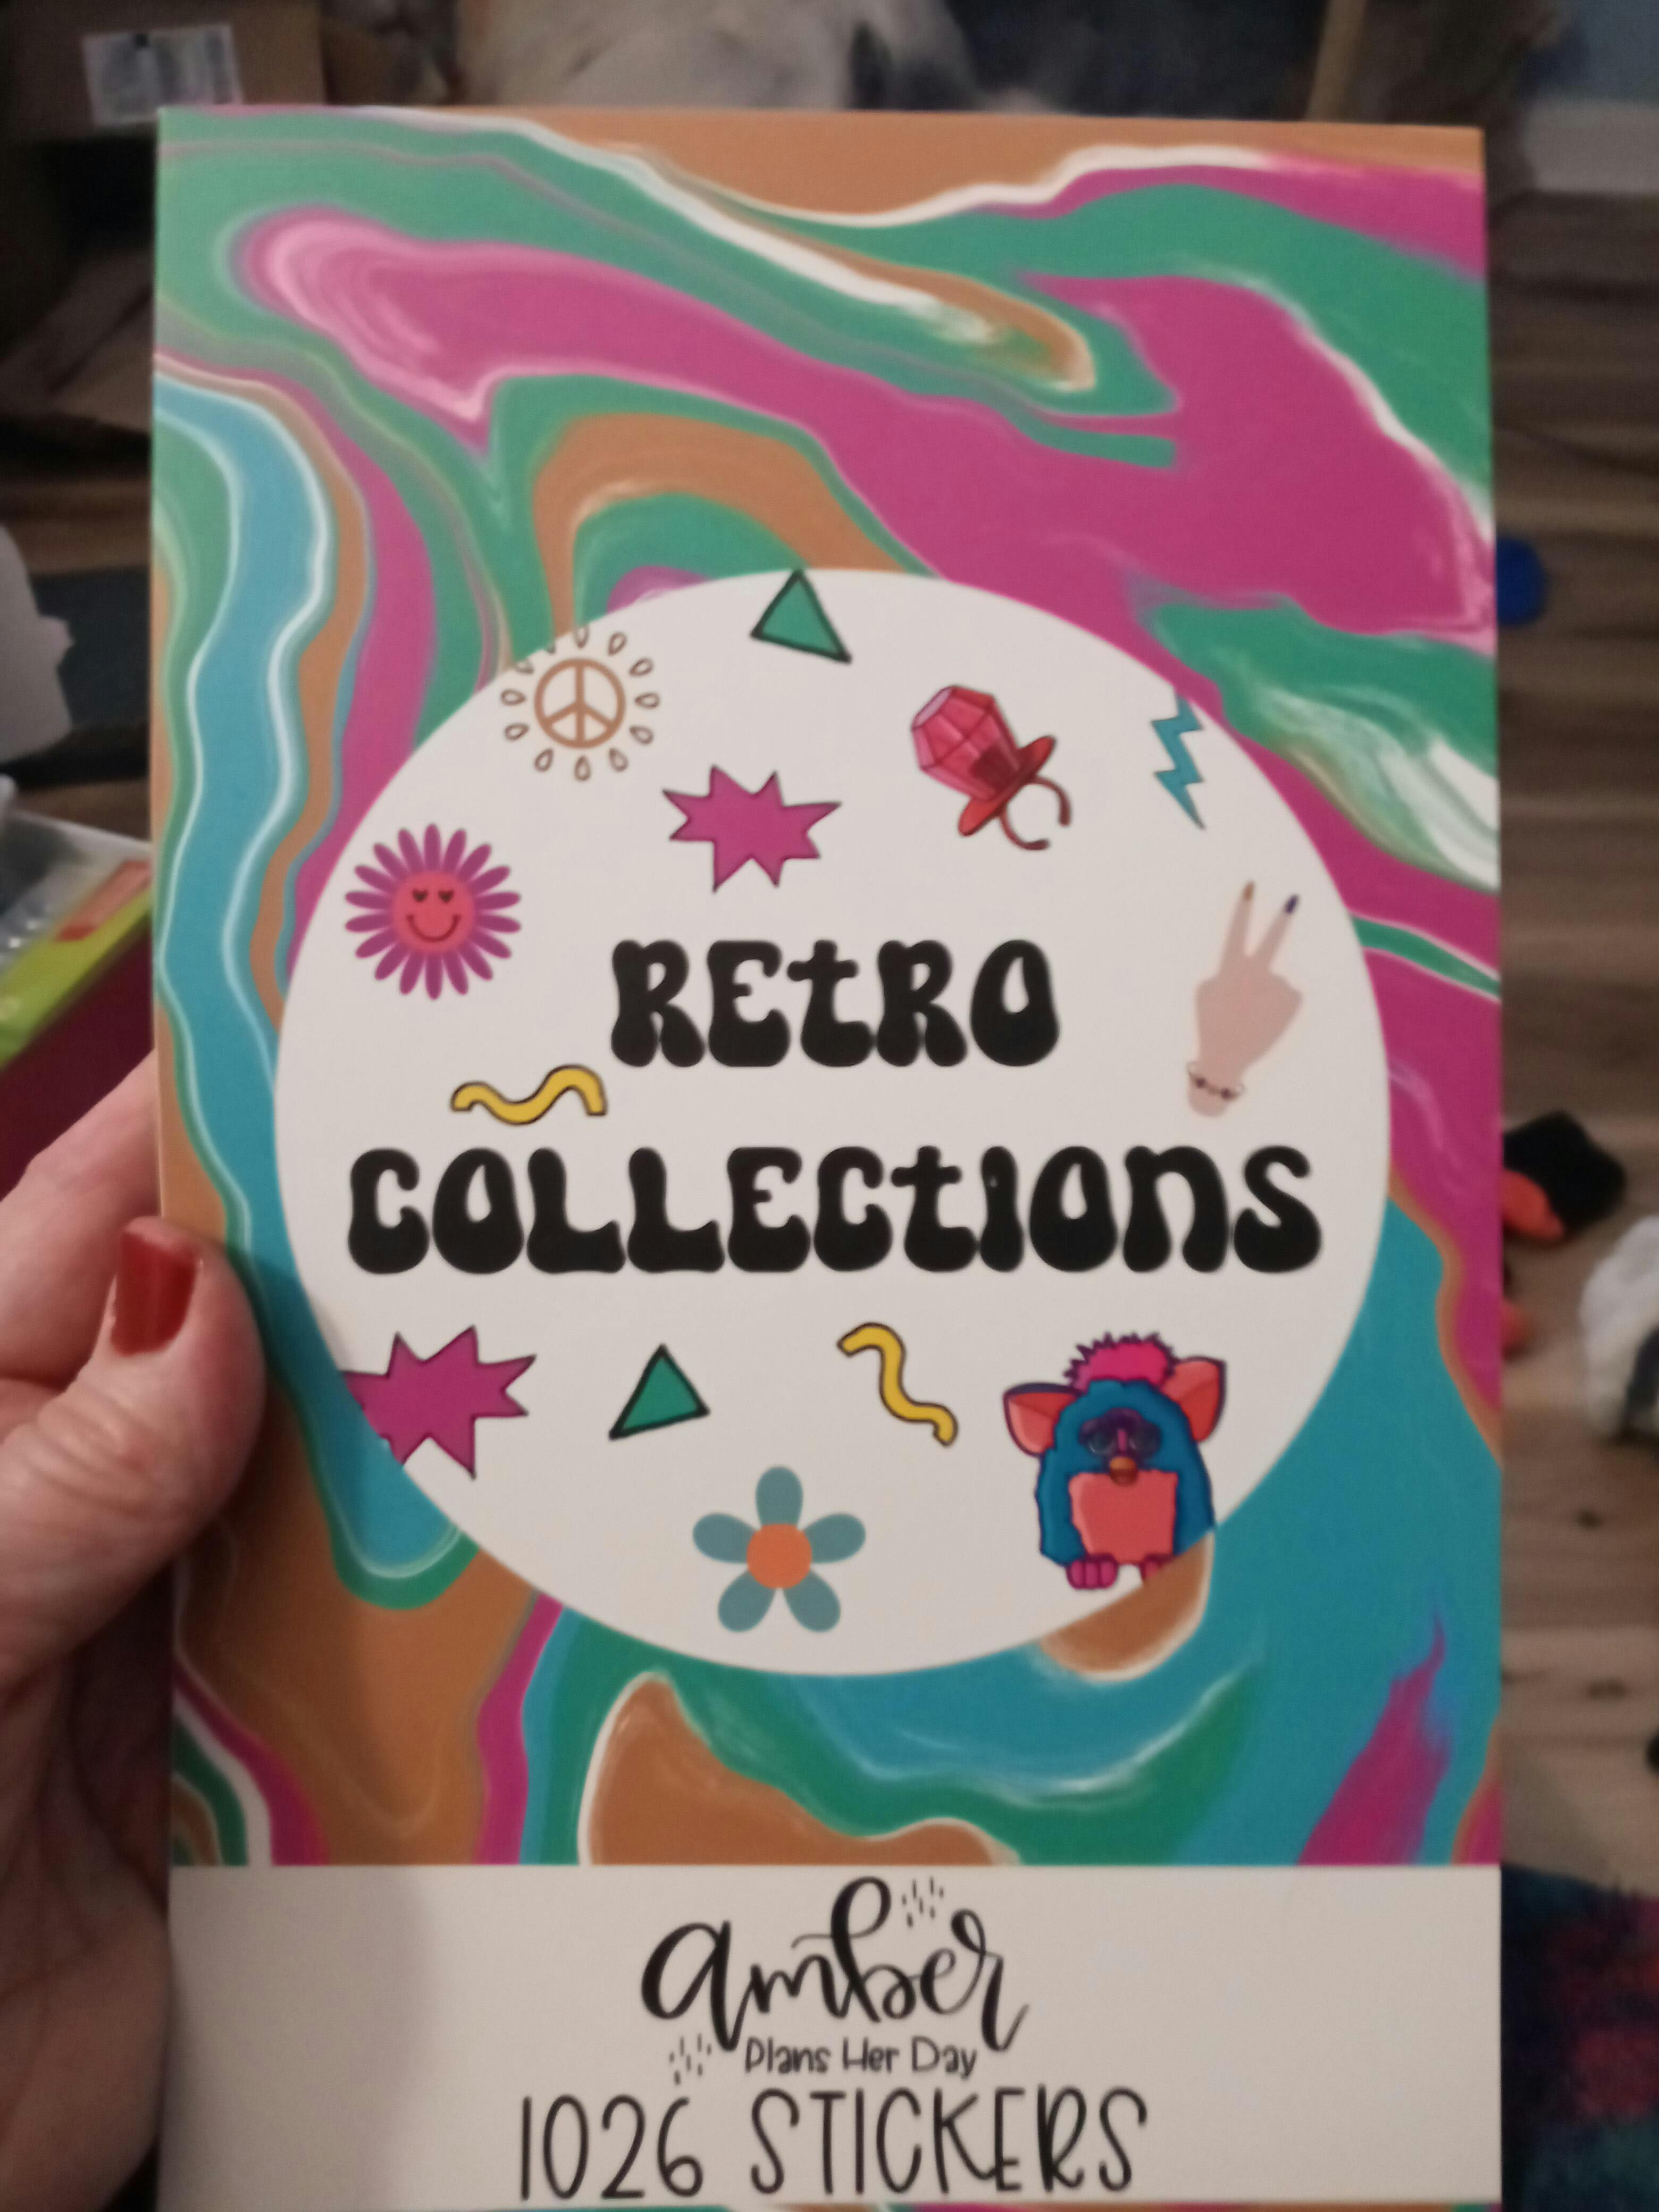 RETRO
COLLECTIONS
amber
Plans Her Day
1026 STICKERS